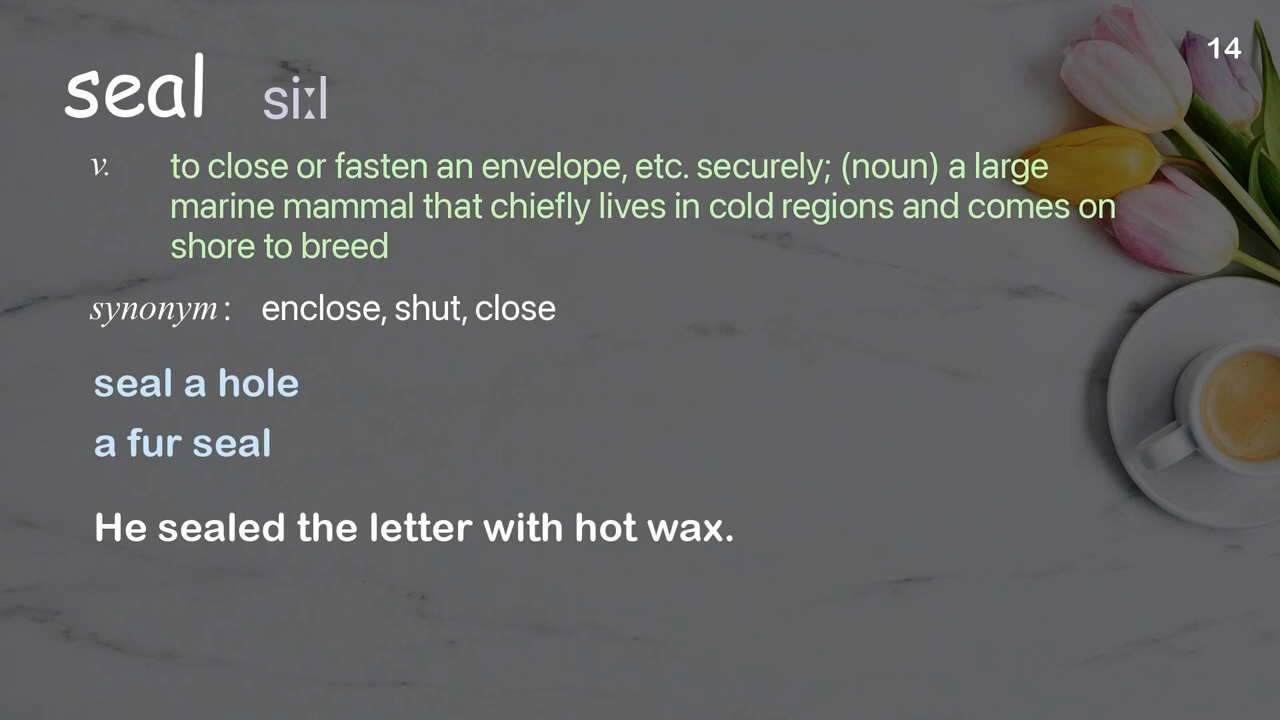 14
seal siːl
v. to close or fasten an envelope, etc. securely; (noun) a large
marine mammal that chiefly lives in cold regions and comes on
shore to breed
synonym: enclose, shut, close
seal a hole
a fur seal
He sealed the letter with hot wax.